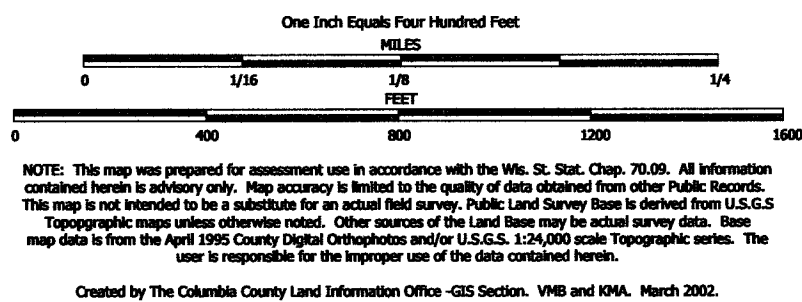 One Inch Equals Four Hundred Feet
MILES
0 1/16 1/8 1/4
FEET
0 400 800 1200 1600
NOTE: This map was prepared for assessment use in accordance with the Wis. St. Stat. Chap. 70.09. All information
contained herein is advisory only. Map accuracy is limited to the quality of data obtained from other Public Records.
This map is not intended to be a substitute for an actual field survey. Public Land Survey Base is derived from U.S.G.S
Topopgraphic maps unless otherwise noted. Other sources of the Land Base may be actual survey data. Base
map data is from the April 1995 County Digital Orthophotos and/or U.S.G.S. 1:24,000 scale Topographic series. The
user is responsible for the improper use of the data contained herein.
Created by The Columbia County Land Information Office -GIS Section. VMB and KMA. March 2002.